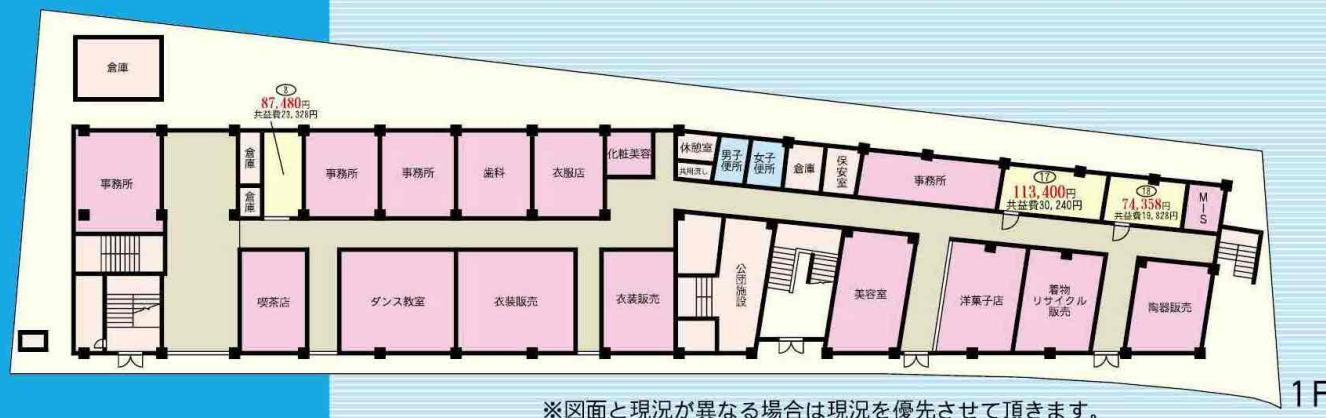 倉庫
⑧
87,480円
共益費23,328円
事務所
倉庫
倉庫
事務所
事務所
歯科
衣服店
化粧美容
休憩室
共用流し
男子
便所
女子
便所
倉庫
保安室
事務所
⑰
113,400円
共益費30,240円
⑱
74,358円
共益費19,828円
MIS
喫茶店
ダンス教室
衣装販売
衣装販売
公団施設
美容室
洋菓子店
着物
リサイクル
販売
陶器販売
1F
※図面と現況が異なる場合は現況を優先させて頂きます。